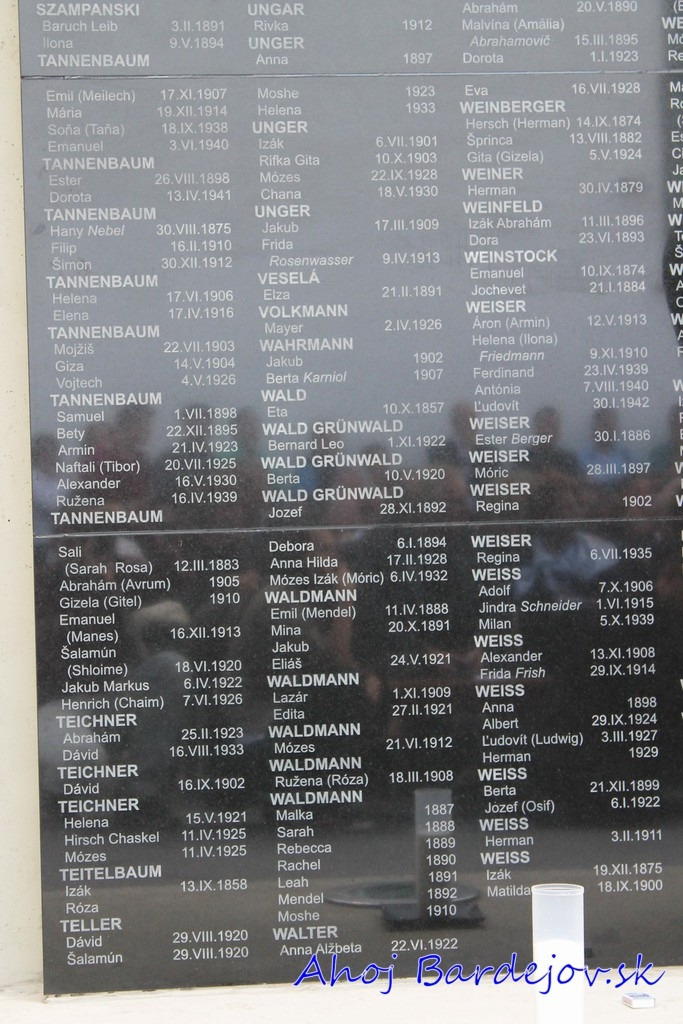 SZAMPANSKI
Baruch Leib 3.II.1891
Ilona 9.V.1894
TANNENBAUM
Emil (Meilech) 17.XI.1907
Mária 19.XII.1914
Soňa (Taňa) 18.IX.1938
Emanuel 3.VI.1940
TANNENBAUM
Ester 26.VIII.1898
Dorota 13.IV.1941
TANNENBAUM
Hany Nebel 30.VIII.1875
Filip 16.II.1910
Šimon 30.XII.1912
TANNENBAUM
Helena 17.VI.1906
Elena 17.IV.1916
TANNENBAUM
Mojžiš 22.VII.1903
Giza 14.V.1904
Vojtech 4.V.1926
TANNENBAUM
Samuel 1.VII.1898
Bety 22.XII.1895
Armin 21.IV.1923
Naftali (Tibor) 20.VII.1925
Alexander 16.V.1930
Ružena 16.IV.1939
TANNENBAUM
Sali
(Sarah Rosa) 12.III.1883
Abrahám (Avrum) 1905
Gizela (Gitel) 1910
Emanuel
(Manes) 16.XII.1913
Šalamún
(Shloime) 18.VI.1920
Jakub Markus 6.IV.1922
Henrich (Chaim) 7.VI.1926
TEICHNER
Abrahám 25.II.1923
Dávid 16.VIII.1933
TEICHNER
Dávid 16.IX.1902
TEICHNER
Helena 15.V.1921
Hirsch Chaskel 11.IV.1925
Mózes 11.IV.1925
TEITELBAUM
Izák 13.IX.1858
Róza
TELLER
Dávid 29.VIII.1920
Šalamún 29.VIII.1920
UNGAR
Rivka 1912
UNGER
Anna 1897
Moshe 1923
Helena 1933
UNGER
Izák 6.VII.1901
Rifka Gita 10.X.1903
Mózes 22.IX.1928
Chana 18.V.1930
UNGER
Jakub 17.III.1909
Frida
Rosenwasser 9.IV.1913
VESELÁ
Elza 21.II.1891
VOLKMANN
Mayer 2.IV.1926
WAHRMANN
Jakub 1902
Berta Karniol 1907
WALD
Eta 10.X.1857
WALD GRÜNWALD
Bernard Leo 1.XI.1922
WALD GRÜNWALD
Berta 10.V.1920
WALD GRÜNWALD
Jozef 28.XI.1892
Debora 6.I.1894
Anna Hilda 17.II.1928
Mózes Izák (Móric) 6.IV.1932
WALDMANN
Emil (Mendel) 11.IV.1888
Mina 20.X.1891
Jakub
Eliáš 24.V.1921
WALDMANN
Lazár 1.XI.1909
Edita 27.II.1921
WALDMANN
Mózes 21.VI.1912
WALDMANN
Ružena (Róza) 18.III.1908
WALDMANN
Malka 1887
Sarah 1888
Rebecca 1889
Rachel 1890
Leah 1891
Mendel 1892
Moshe 1910
WALTER
Anna Alžbeta 22.VI.1922
Abrahám 20.V.1890
Malvína (Amália)
Abrahamovič 15.III.1895
Dorota 1.I.1923
Eva 16.VII.1928
WEINBERGER
Hersch (Herman) 14.IX.1874
Šprinca 13.VIII.1882
Gita (Gizela) 5.V.1924
WEINER
Herman 30.IV.1879
WEINFELD
Izák Abrahám 11.III.1896
Dora 23.VI.1893
WEINSTOCK
Emanuel 10.IX.1874
Jochevet 21.I.1884
WEISER
Áron (Armin) 12.V.1913
Helena (Ilona)
Friedmann 9.XI.1910
Ferdinand 23.IV.1939
Antónia 7.VIII.1940
Ľudovít 30.I.1942
WEISER
Ester Berger 30.I.1886
WEISER
Móric 28.III.1897
WEISER
Regina 1902
WEISER
Regina 6.VII.1935
WEISS
Adolf 7.X.1906
Jindra Schneider 1.VI.1915
Milan 5.X.1939
WEISS
Alexander 13.XI.1908
Frida Frish 29.IX.1914
WEISS
Anna 1898
Albert 29.IX.1924
Ľudovít (Ludwig) 3.III.1927
Herman 1929
WEISS
Berta 21.XII.1899
Jozef (Osif) 6.I.1922
WEISS
Herman 3.II.1911
WEISS
Izák 19.XII.1875
Matilda 18.IX.1900
Ahoj Bardejov.sk